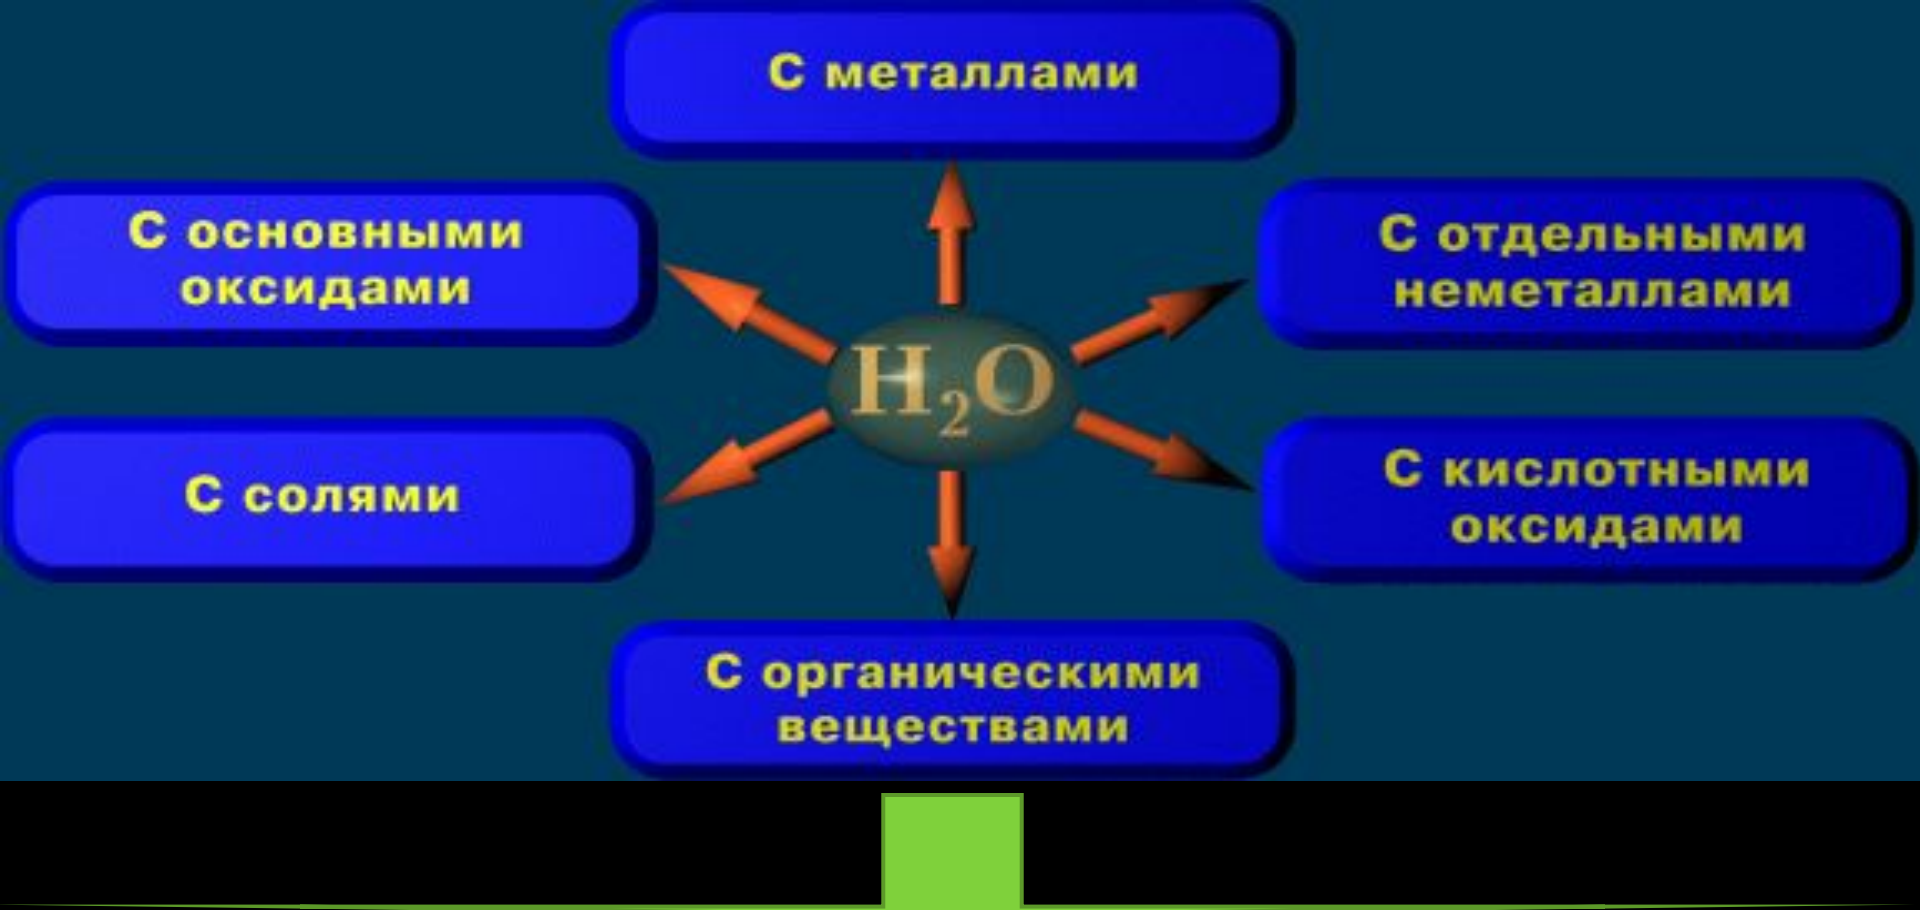 С металлами
С основными
оксидами
С отдельными
неметаллами
H₂O
С солями
С кислотными
оксидами
С органическими
веществами